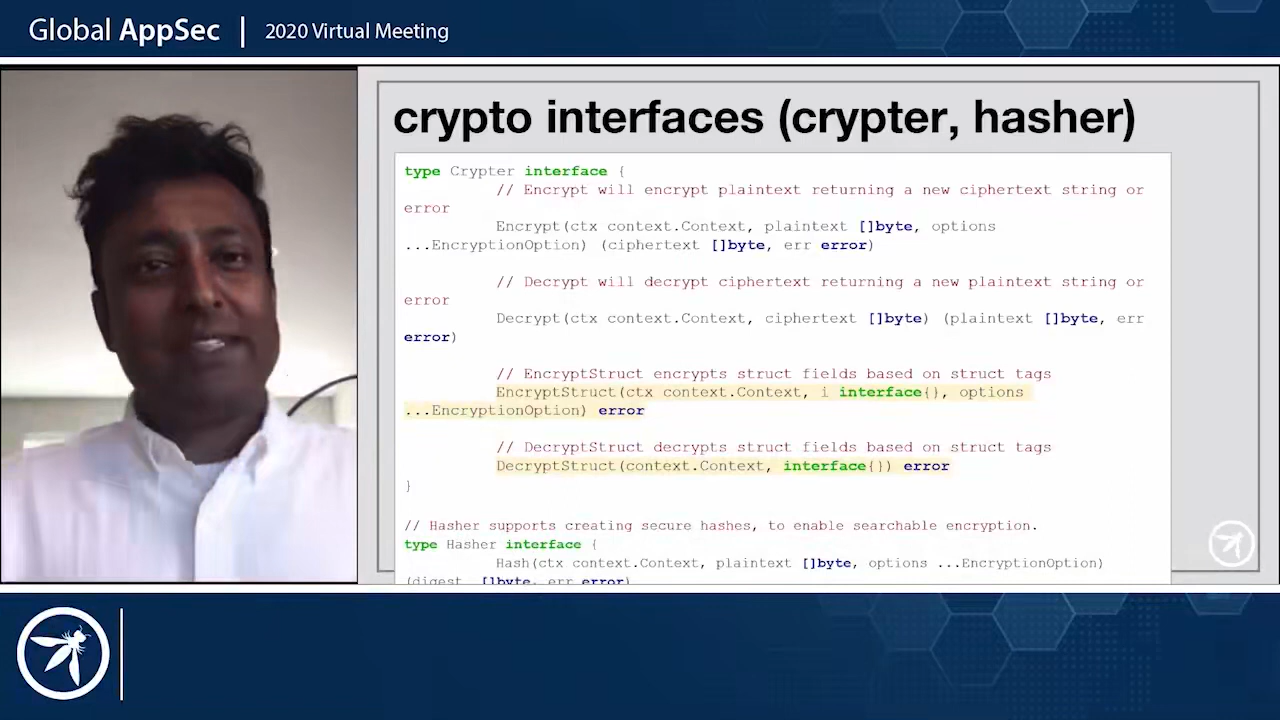 Global AppSec | 2020 Virtual Meeting
crypto interfaces (crypter, hasher)
type Crypter interface {
// Encrypt will encrypt plaintext returning a new ciphertext string or
error
Encrypt(ctx context.Context, plaintext []byte, options
...EncryptionOption) (ciphertext []byte, err error)
// Decrypt will decrypt ciphertext returning a new plaintext string or
error
Decrypt(ctx context.Context, ciphertext []byte) (plaintext []byte, err
error)
// EncryptStruct encrypts struct fields based on struct tags
EncryptStruct(ctx context.Context, i interface{}, options
...EncryptionOption) error
// DecryptStruct decrypts struct fields based on struct tags
DecryptStruct(context.Context, interface{}) error
}
// Hasher supports creating secure hashes, to enable searchable encryption.
type Hasher interface {
Hash(ctx context.Context, plaintext []byte, options ...EncryptionOption)
(digest []byte, err error)